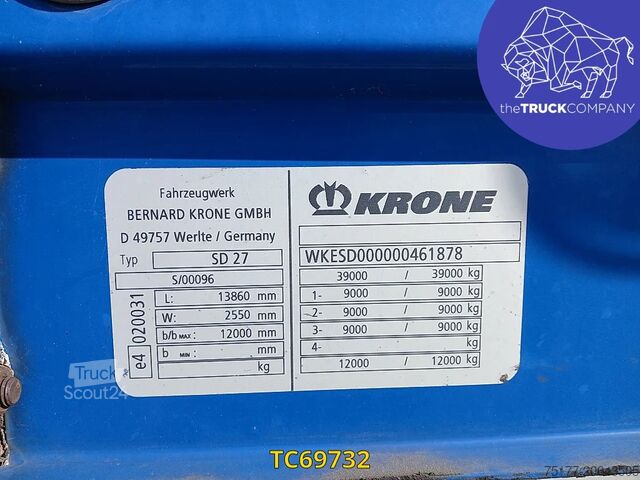 theTRUCKCOMPANY
Fahrzeugwerk
BERNARD KRONE GMBH
D 49757 Werlte / Germany
Typ SD 27
S/00096
e4 020031
L: 13860 mm
W: 2550 mm
b/b MAX: 12000 mm
b MIN: mm
kg
KRONE
WKESD000000461878
39000 / 39000 kg
1- 9000 / 9000 kg
2- 9000 / 9000 kg
3- 9000 / 9000 kg
4- / kg
12000 / 12000 kg
Truck
Scout24
TC69732